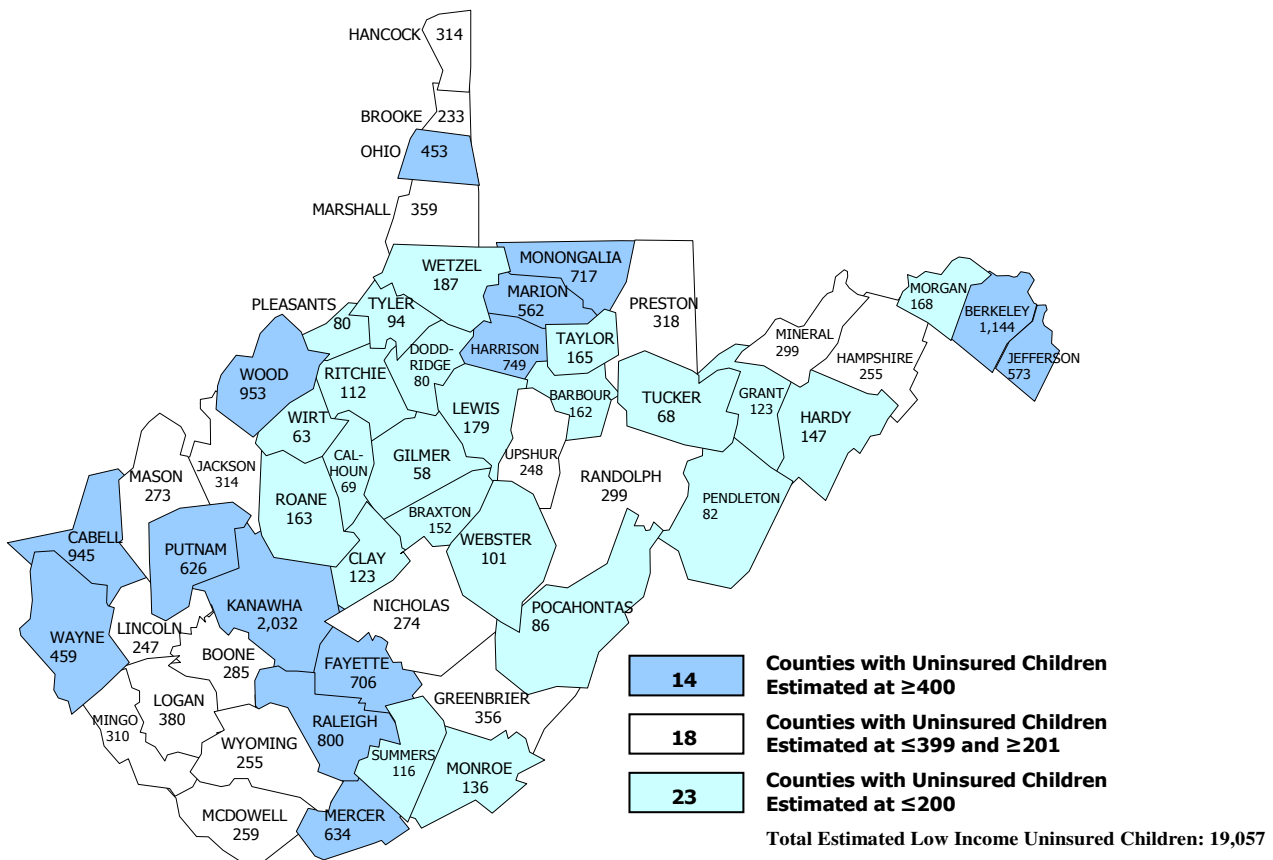 HANCOCK 314
BROOKE 233
OHIO 453
MARSHALL 359
WETZEL
187
MONONGALIA
717
MARION
562
PRESTON
318
PLEASANTS
80
TYLER
94
DODD-
RIDGE
80
HARRISON
749
TAYLOR
165
MINERAL
299
HAMPSHIRE
255
MORGAN
168
BERKELEY
1,144
JEFFERSON
573
WOOD
953
RITCHIE
112
WIRT
63
LEWIS
179
BARBOUR
162
TUCKER
68
GRANT
123
HARDY
147
MASON
273
JACKSON
314
CAL-
HOUN
69
GILMER
58
UPSHUR
248
RANDOLPH
299
PENDLETON
82
ROANE
163
BRAXTON
152
WEBSTER
101
CABELL
945
PUTNAM
626
CLAY
123
KANAWHA
2,032
NICHOLAS
274
POCAHONTAS
86
WAYNE
459
LINCOLN
247
BOONE
285
FAYETTE
706
GREENBRIER
356
LOGAN
380
MINGO
310
RALEIGH
800
WYOMING
255
SUMMERS
116
MONROE
136
MCDOWELL
259
MERCER
634
14 Counties with Uninsured Children
Estimated at ≥400
18 Counties with Uninsured Children
Estimated at ≤399 and ≥201
23 Counties with Uninsured Children
Estimated at ≤200
Total Estimated Low Income Uninsured Children: 19,057